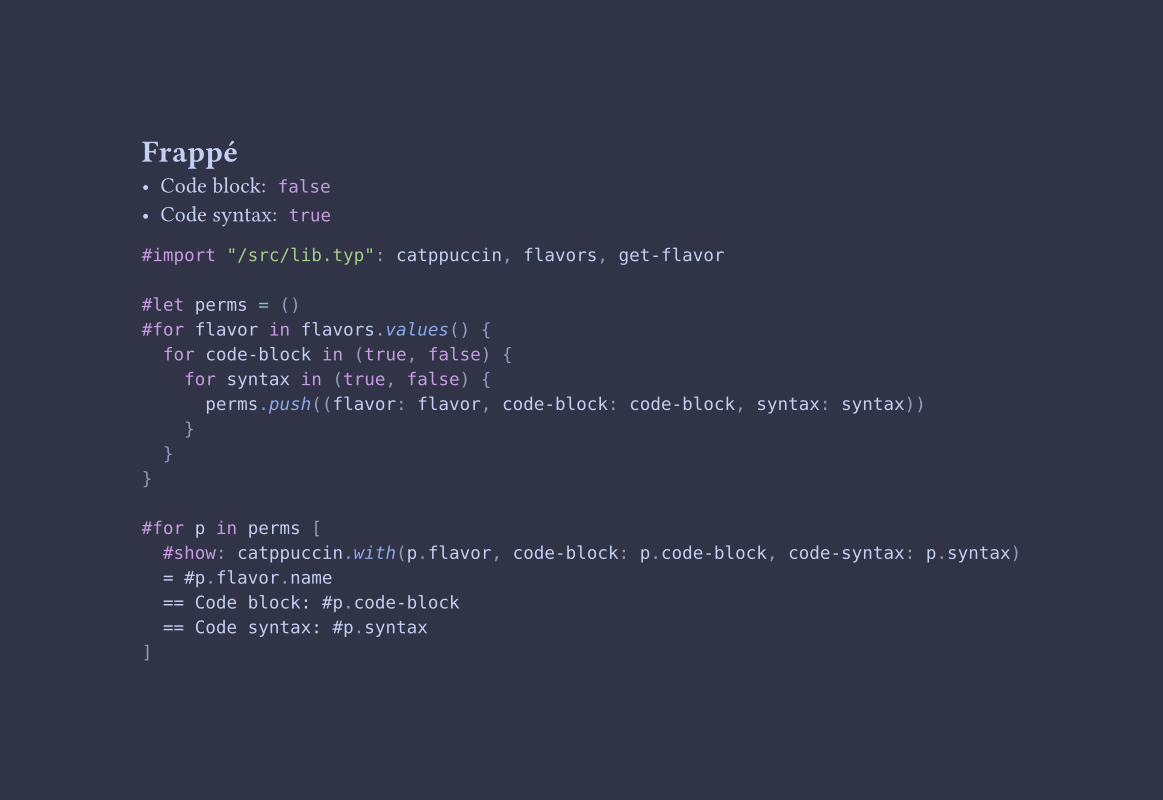 Frappé
• Code block: false
• Code syntax: true
#import "/src/lib.typ": catppuccin, flavors, get-flavor
#let perms = ()
#for flavor in flavors.values() {
  for code-block in (true, false) {
    for syntax in (true, false) {
      perms.push((flavor: flavor, code-block: code-block, syntax: syntax))
    }
  }
}
#for p in perms [
  #show: catppuccin.with(p.flavor, code-block: p.code-block, code-syntax: p.syntax)
  = #p.flavor.name
  == Code block: #p.code-block
  == Code syntax: #p.syntax
]